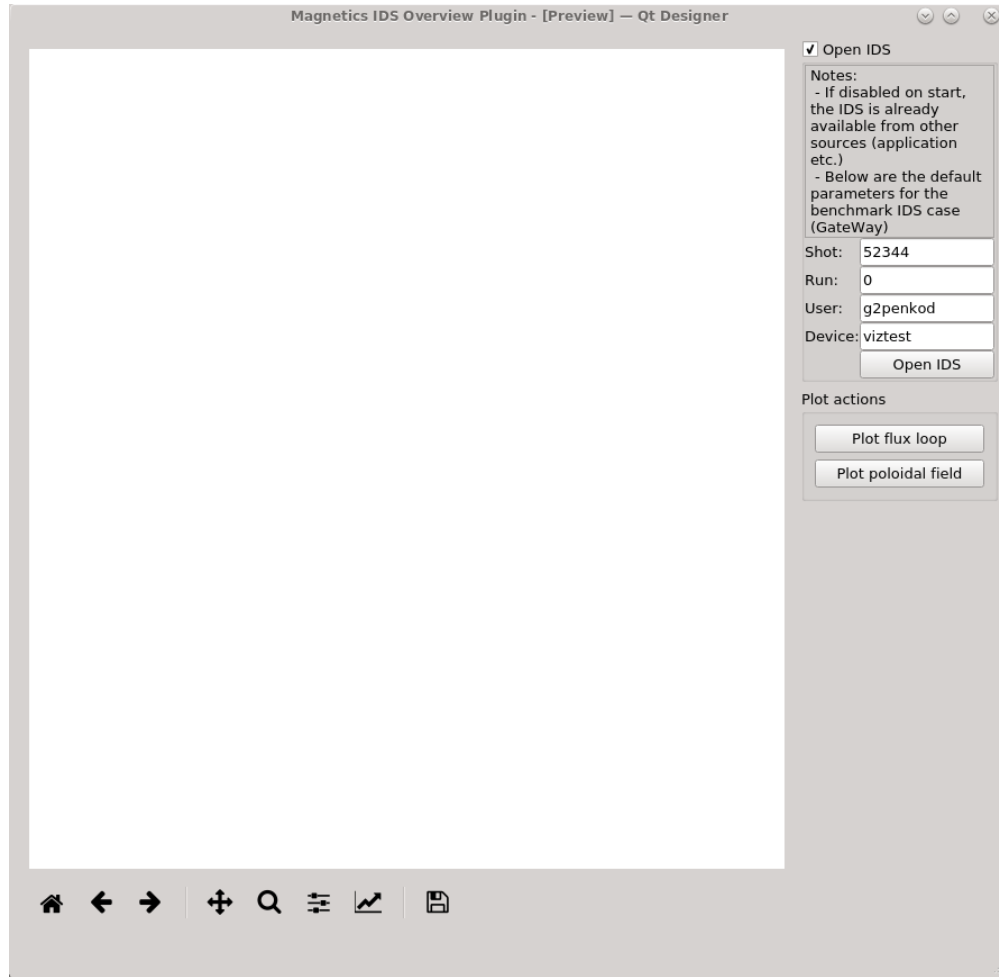 Magnetics IDS Overview Plugin - [Preview] — Qt Designer
Open IDS
Notes:
- If disabled on start,
the IDS is already
available from other
sources (application
etc.)
- Below are the default
parameters for the
benchmark IDS case
(GateWay)
Shot: 52344
Run: 0
User: g2penkod
Device: viztest
Open IDS
Plot actions
Plot flux loop
Plot poloidal field